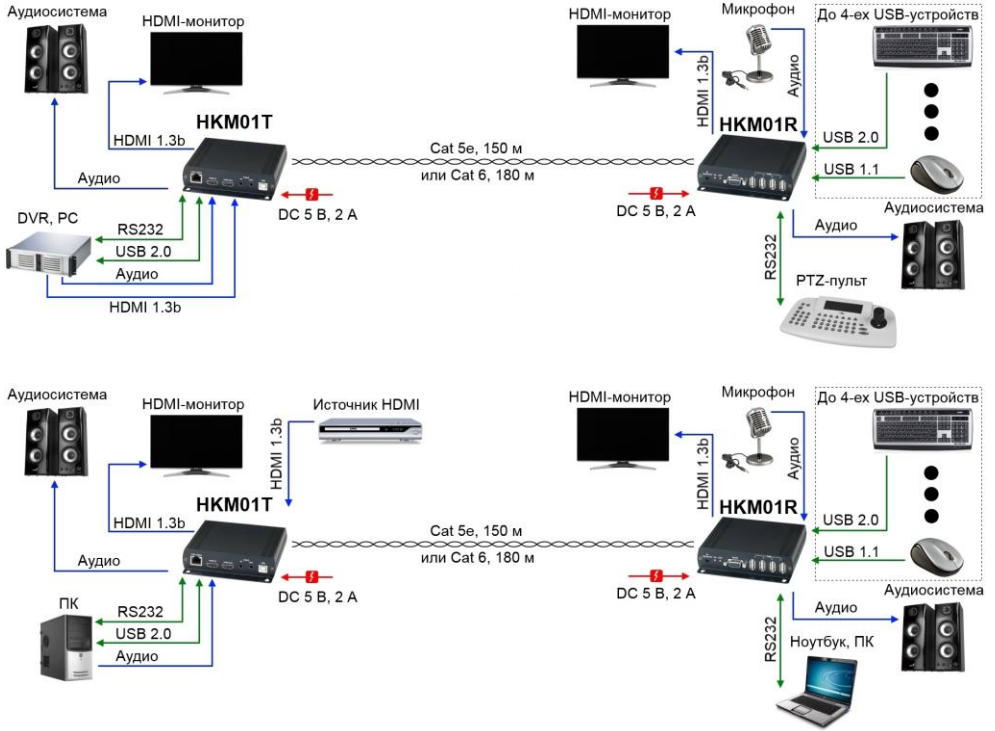 Аудиосистема
HDMI-монитор
HDMI-монитор
Микрофон
До 4-ех USB-устройств
HDMI 1.3b
Аудио
HKM01T
HKM01R
HDMI 1.3b
Cat 5e, 150 м
или Cat 6, 180 м
USB 2.0
USB 1.1
Аудио
DC 5 В, 2 А
DC 5 В, 2 А
Аудиосистема
DVR, PC
RS232
USB 2.0
Аудио
HDMI 1.3b
RS232
Аудио
PTZ-пульт
Аудиосистема
HDMI-монитор
Источник HDMI
HDMI-монитор
Микрофон
До 4-ех USB-устройств
HDMI 1.3b
HDMI 1.3b
Аудио
HKM01T
HKM01R
HDMI 1.3b
Cat 5e, 150 м
или Cat 6, 180 м
USB 2.0
USB 1.1
Аудио
DC 5 В, 2 А
DC 5 В, 2 А
Аудиосистема
ПК
RS232
USB 2.0
Аудио
RS232
Аудио
Ноутбук, ПК